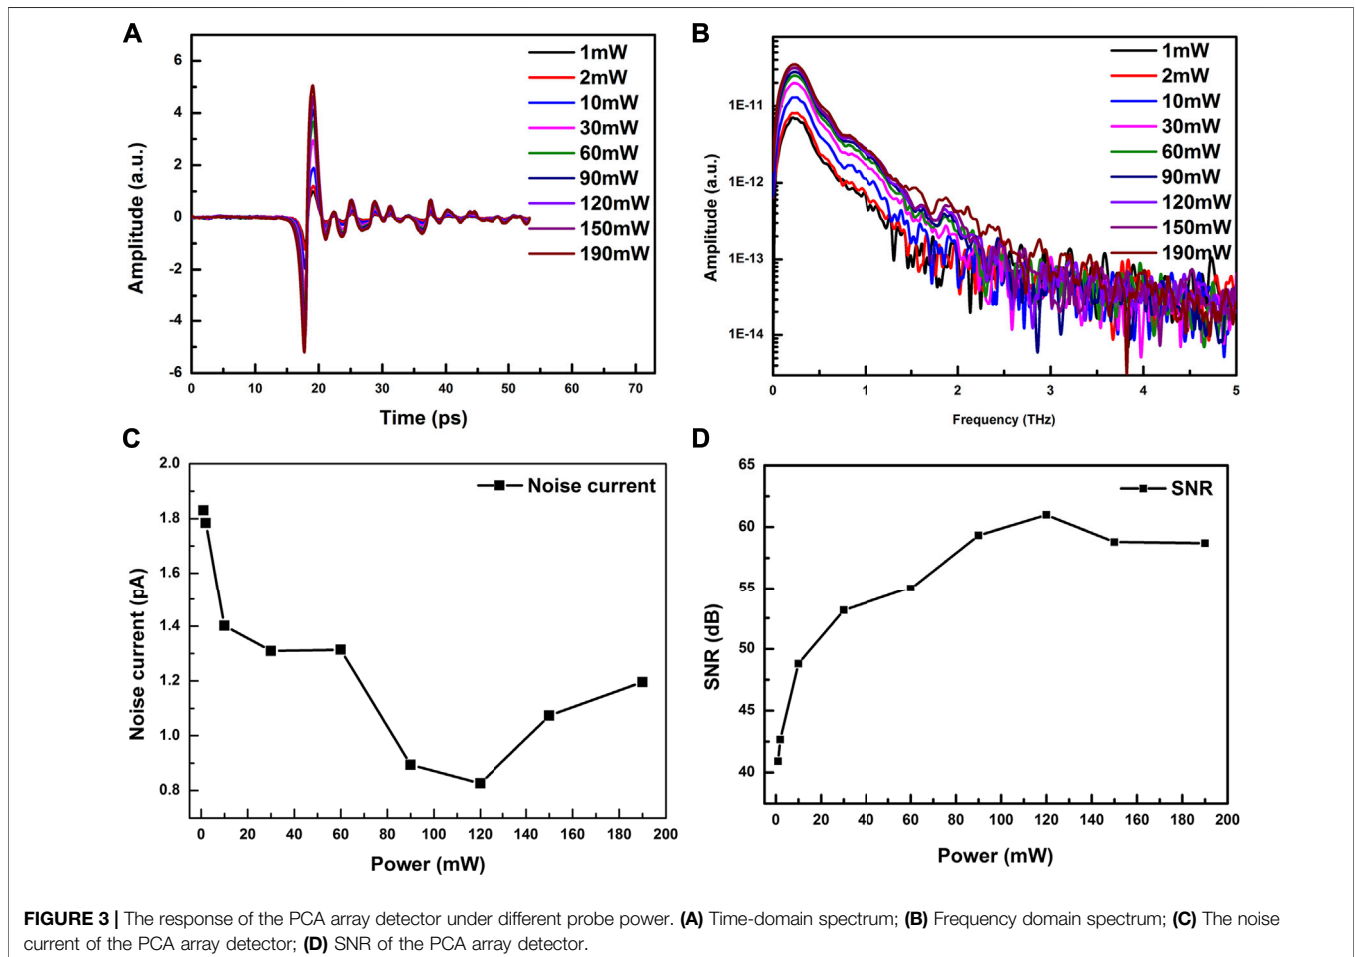 A
6
4
2
0
-2
-4
-6
0 10 20 30 40 50 60 70
Amplitude (a.u.)
Time (ps)
1mW
2mW
10mW
30mW
60mW
90mW
120mW
150mW
190mW
B
1E-11
1E-12
1E-13
1E-14
0 1 2 3 4 5
Amplitude (a.u.)
Frequency (THz)
1mW
2mW
10mW
30mW
60mW
90mW
120mW
150mW
190mW
C
2.0
1.8
1.6
1.4
1.2
1.0
0.8
0 20 40 60 80 100 120 140 160 180 200
Noise current (pA)
Power (mW)
Noise current
D
65
60
55
50
45
40
0 20 40 60 80 100 120 140 160 180 200
SNR (dB)
Power (mW)
SNR
FIGURE 3 | The response of the PCA array detector under different probe power. (A) Time-domain spectrum; (B) Frequency domain spectrum; (C) The noise
current of the PCA array detector; (D) SNR of the PCA array detector.